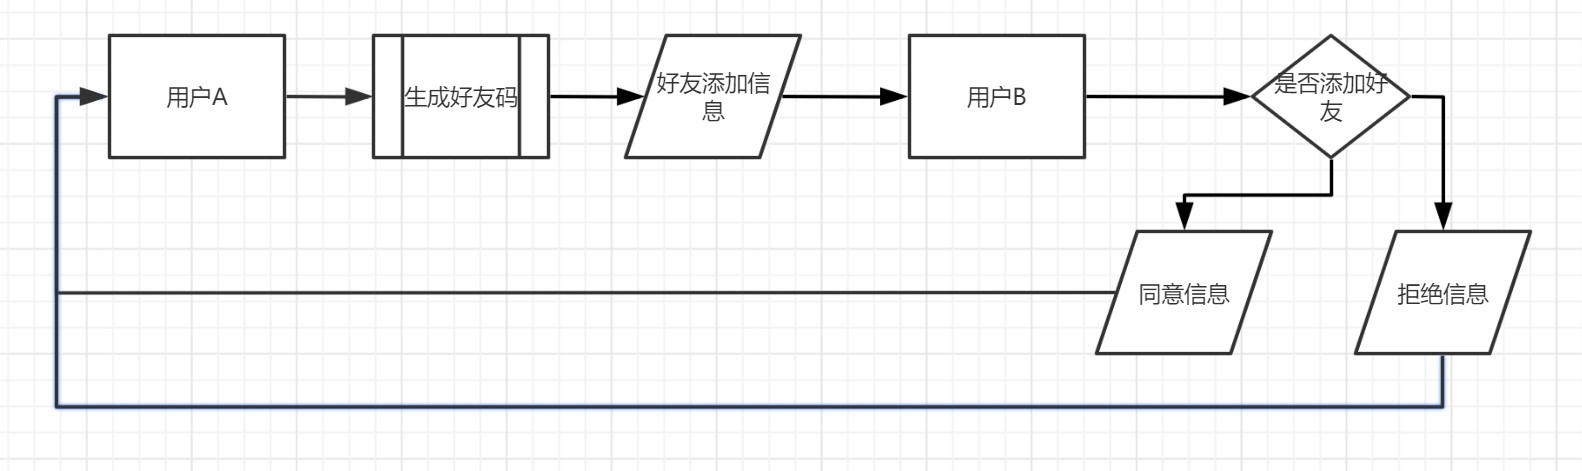 用户A
生成好友码
好友添加信
息
用户B
是否添加好
友
同意信息
拒绝信息